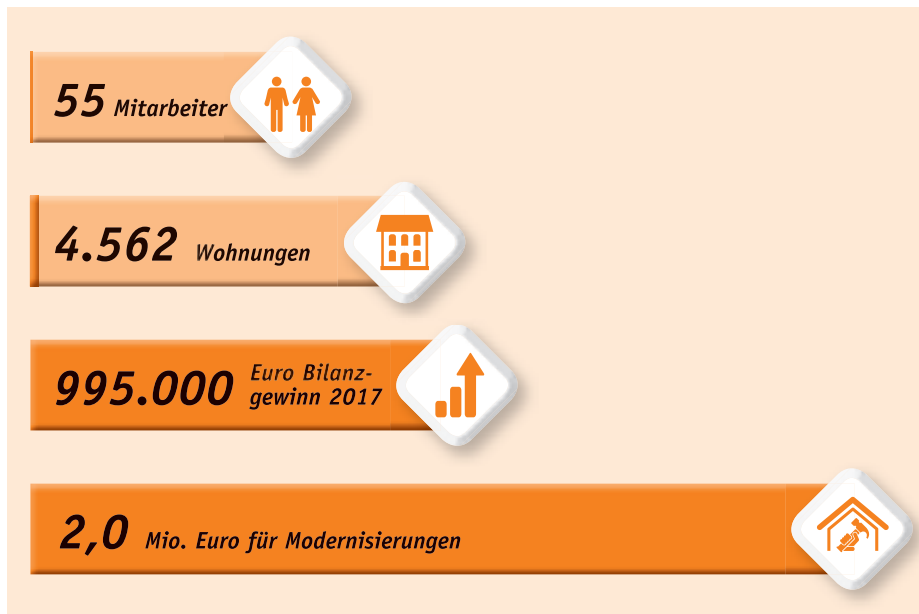 55 Mitarbeiter
4.562 Wohnungen
995.000 Euro Bilanz-
gewinn 2017
2,0 Mio. Euro für Modernisierungen